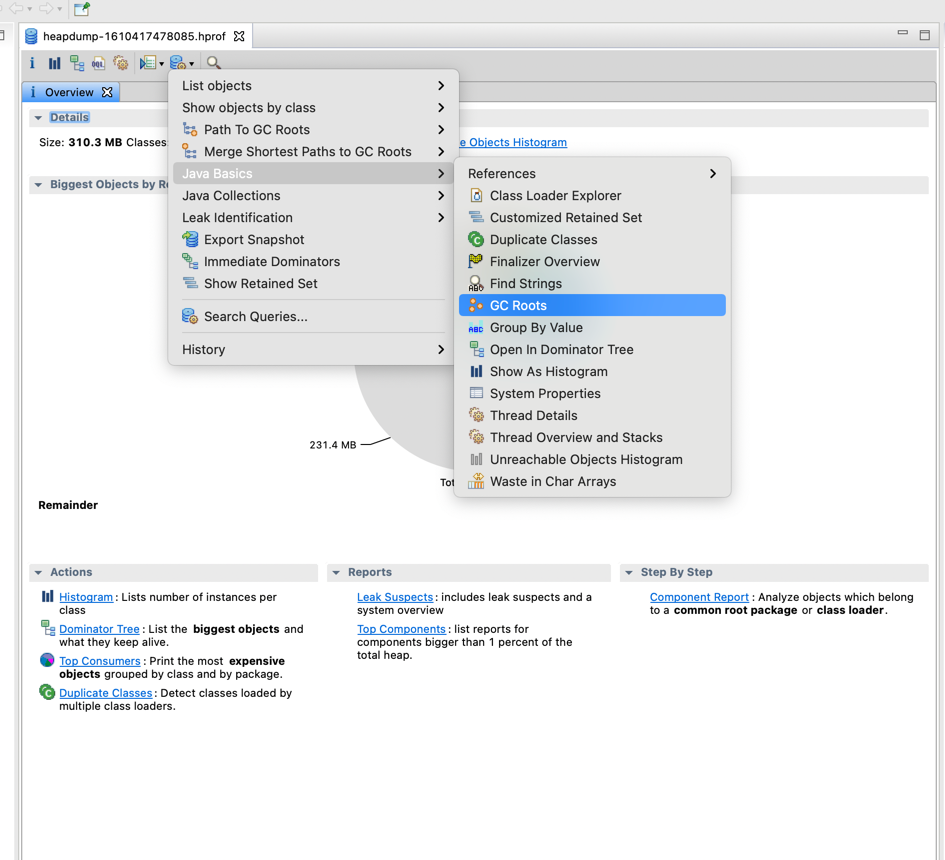 heapdump-1610417478085.hprof
i
OQL
i Overview
Details
Size: 310.3 MB Classes
e Objects Histogram
Biggest Objects by Re
List objects
Show objects by class
Path To GC Roots
Merge Shortest Paths to GC Roots
Java Basics
Java Collections
Leak Identification
Export Snapshot
Immediate Dominators
Show Retained Set
Search Queries...
History
References
Class Loader Explorer
Customized Retained Set
Duplicate Classes
Finalizer Overview
Find Strings
GC Roots
Group By Value
Open In Dominator Tree
Show As Histogram
System Properties
Thread Details
Thread Overview and Stacks
Unreachable Objects Histogram
Waste in Char Arrays
231.4 MB
Tot
Remainder
Actions
Histogram: Lists number of instances per
class
Dominator Tree: List the biggest objects and
what they keep alive.
Top Consumers: Print the most expensive
objects grouped by class and by package.
Duplicate Classes: Detect classes loaded by
multiple class loaders.
Reports
Leak Suspects: includes leak suspects and a
system overview
Top Components: list reports for
components bigger than 1 percent of the
total heap.
Step By Step
Component Report: Analyze objects which belong
to a common root package or class loader.